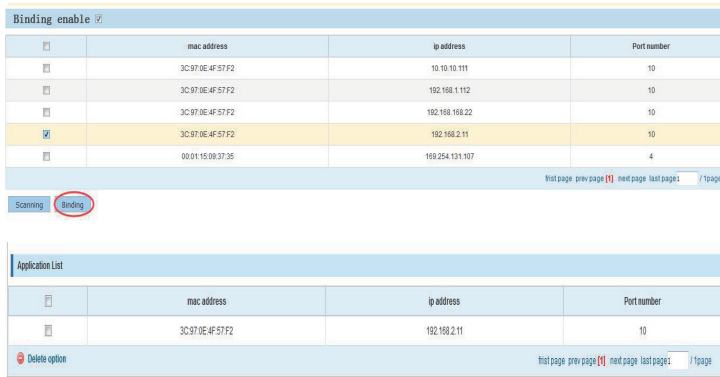 Binding enable
mac address ip address Port number
3C:97:0E:4F:57:F2 10.10.10.111 10
3C:97:0E:4F:57:F2 192.168.1.112 10
3C:97:0E:4F:57:F2 192.168.168.22 10
3C:97:0E:4F:57:F2 192.168.2.11 10
00:01:15:09:37:35 169.254.131.107 4
frist page prev page [1] next page last page 1 / 1page
Scanning Binding
Application List
mac address ip address Port number
3C:97:0E:4F:57:F2 192.168.2.11 10
Delete option frist page prev page [1] next page last page 1 / 1page